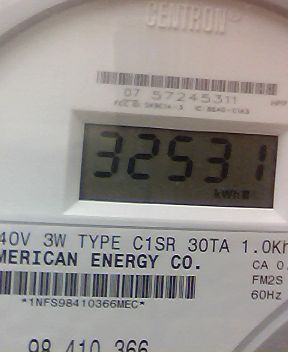 CENTRON
07 57245311
32531
kWh
40V 3W TYPE C1SR 30TA 1.0Kh
MERICAN ENERGY CO.
CA 0.
FM2S
60Hz
*1NFS98410366MEC*
98 410 366